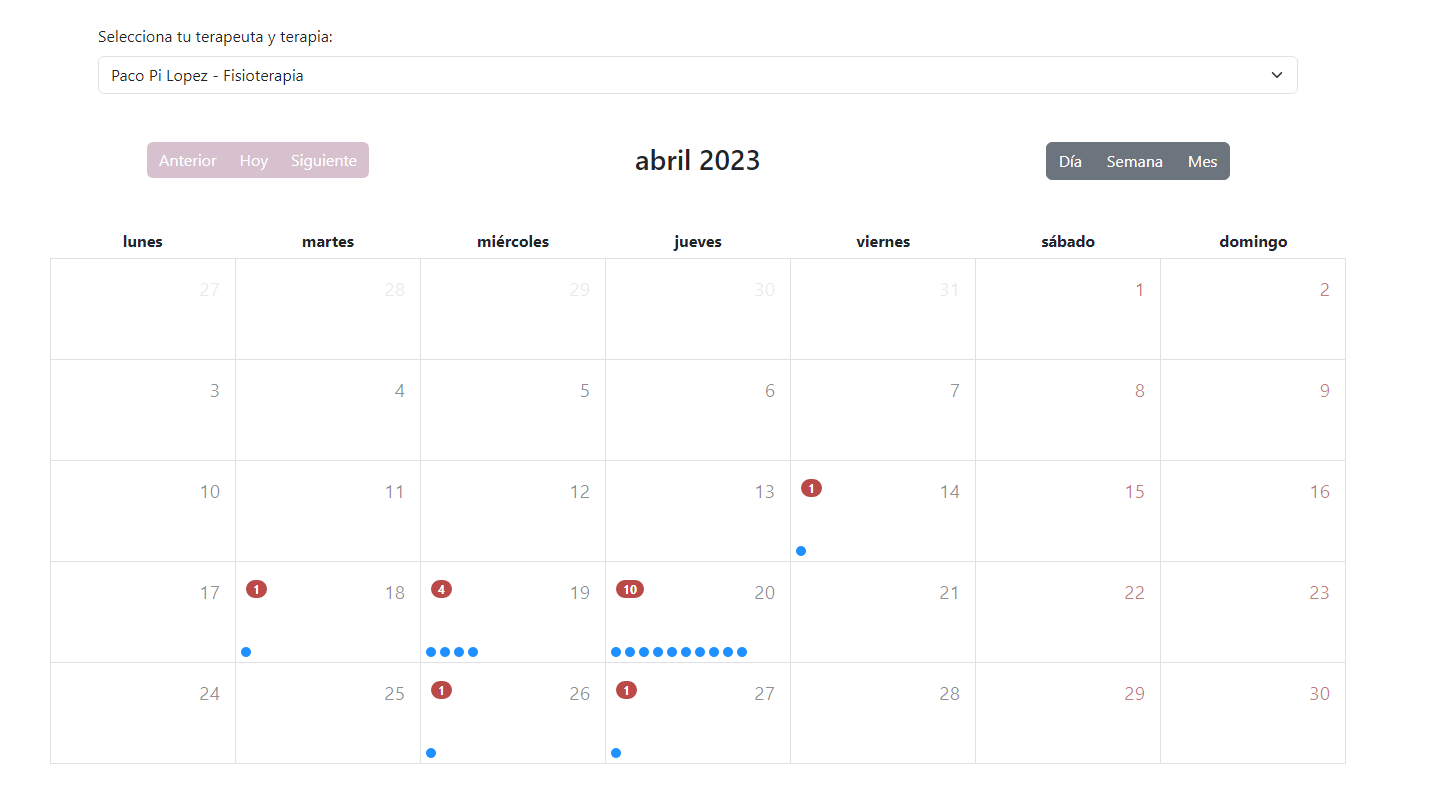 Selecciona tu terapeuta y terapia:
Paco Pi Lopez - Fisioterapia
Anterior Hoy Siguiente abril 2023 Día Semana Mes
lunes martes miércoles jueves viernes sábado domingo
27 28 29 30 31 1 2
3 4 5 6 7 8 9
10 11 12 13 1 14 15 16
17 1 18 4 19 10 20 21 22 23
24 25 1 26 1 27 28 29 30